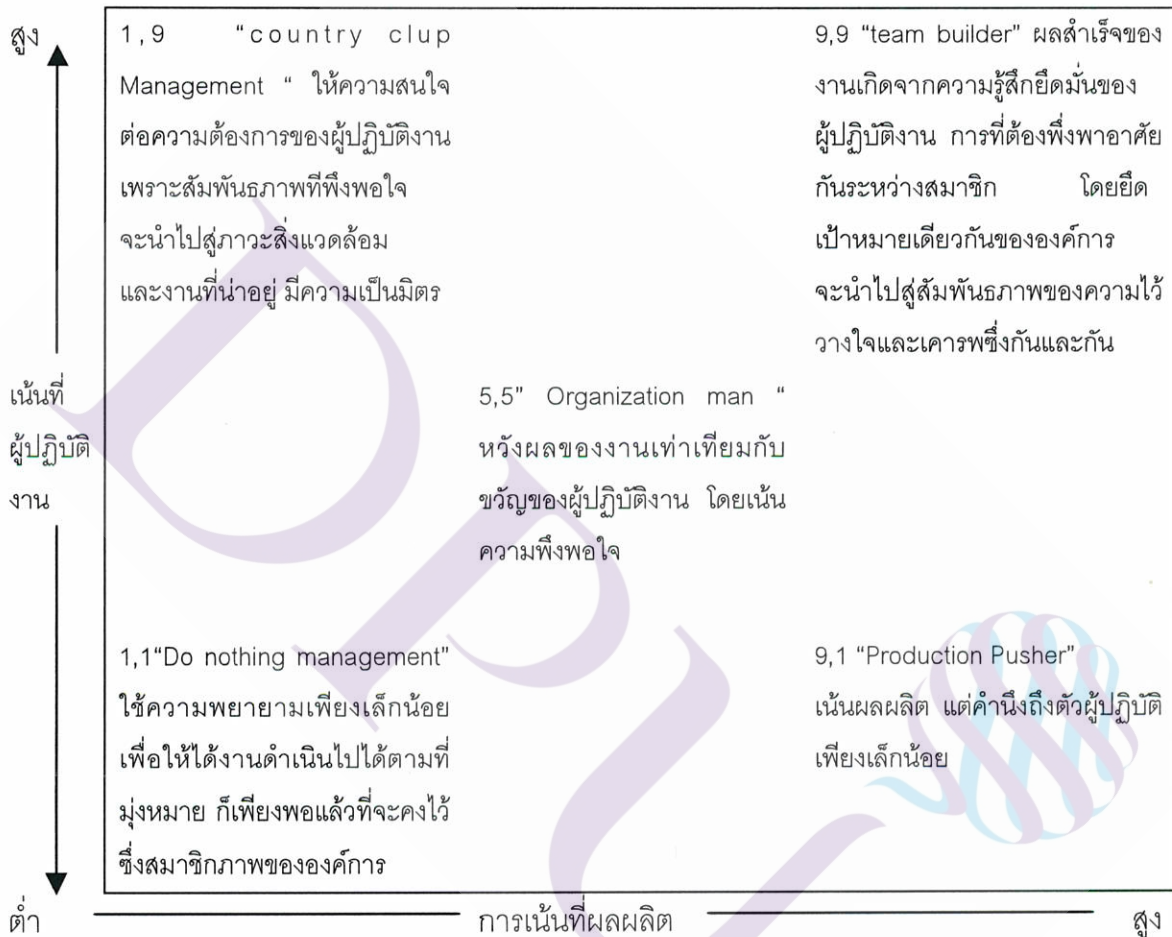 สูง
1,9 "country clup
Management " ให้ความสนใจ
ต่อความต้องการของผู้ปฏิบัติงาน
เพราะสัมพันธภาพที่พึงพอใจ
จะนำไปสู่ภาวะสิ่งแวดล้อม
และงานที่น่าอยู่ มีความเป็นมิตร
9,9 "team builder" ผลสำเร็จของ
งานเกิดจากความรู้สึกยึดมั่นของ
ผู้ปฏิบัติงาน การที่ต้องพึ่งพาอาศัย
กันระหว่างสมาชิก โดยยึด
เป้าหมายเดียวกันขององค์การ
จะนำไปสู่สัมพันธภาพของความไว้
วางใจและเคารพซึ่งกันและกัน
เน้นที่
ผู้ปฏิบัติ
งาน
5,5" Organization man "
หวังผลของงานเท่าเทียมกับ
ขวัญของผู้ปฏิบัติงาน โดยเน้น
ความพึงพอใจ
1,1"Do nothing management"
ใช้ความพยายามเพียงเล็กน้อย
เพื่อให้ได้งานดำเนินไปได้ตามที่
มุ่งหมาย ก็เพียงพอแล้วที่จะคงไว้
ซึ่งสมาชิกภาพขององค์การ
9,1 "Production Pusher"
เน้นผลผลิต แต่คำนึงถึงตัวผู้ปฏิบัติ
เพียงเล็กน้อย
ต่ำ การเน้นที่ผลผลิต สูง
DPU